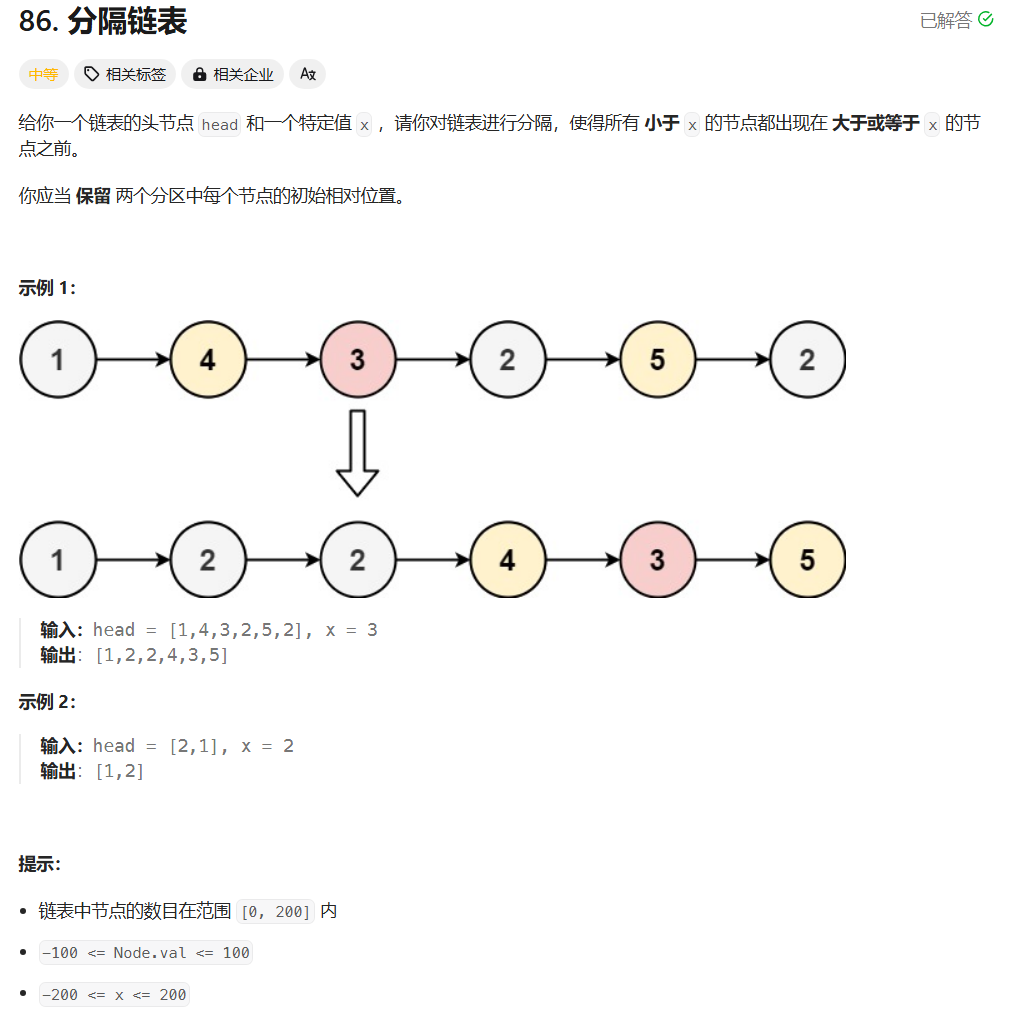 86. 分隔链表
已解答
中等 相关标签 相关企业 A文
给你一个链表的头节点 head 和一个特定值 x ，请你对链表进行分隔，使得所有 小于 x 的节点都出现在 大于或等于 x 的节
点之前。
你应当 保留 两个分区中每个节点的初始相对位置。
示例 1：
1 4 3 2 5 2
1 2 2 4 3 5
输入：head = [1,4,3,2,5,2], x = 3
输出：[1,2,2,4,3,5]
示例 2：
输入：head = [2,1], x = 2
输出：[1,2]
提示：
链表中节点的数目在范围 [0, 200] 内
-100 <= Node.val <= 100
-200 <= x <= 200